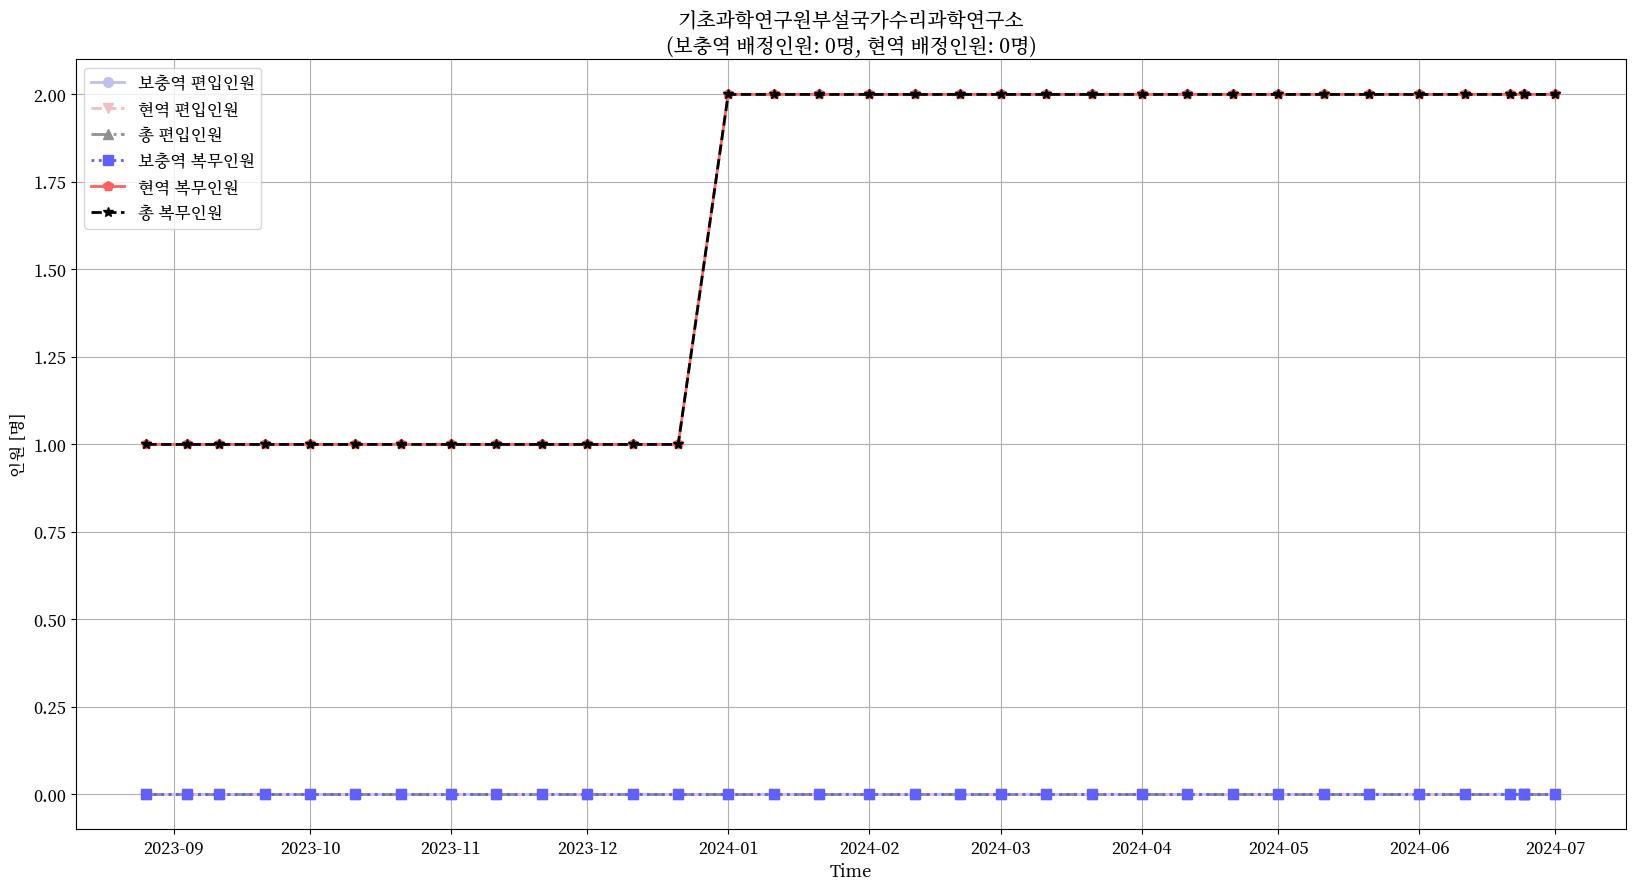 기초과학연구원부설국가수리과학연구소
(보충역 배정인원: 0명, 현역 배정인원: 0명)
보충역 편입인원
현역 편입인원
총 편입인원
보충역 복무인원
현역 복무인원
총 복무인원
2.00
1.75
1.50
1.25
1.00
0.75
0.50
0.25
0.00
인원 [명]
2023-09 2023-10 2023-11 2023-12 2024-01 2024-02 2024-03 2024-04 2024-05 2024-06 2024-07
Time